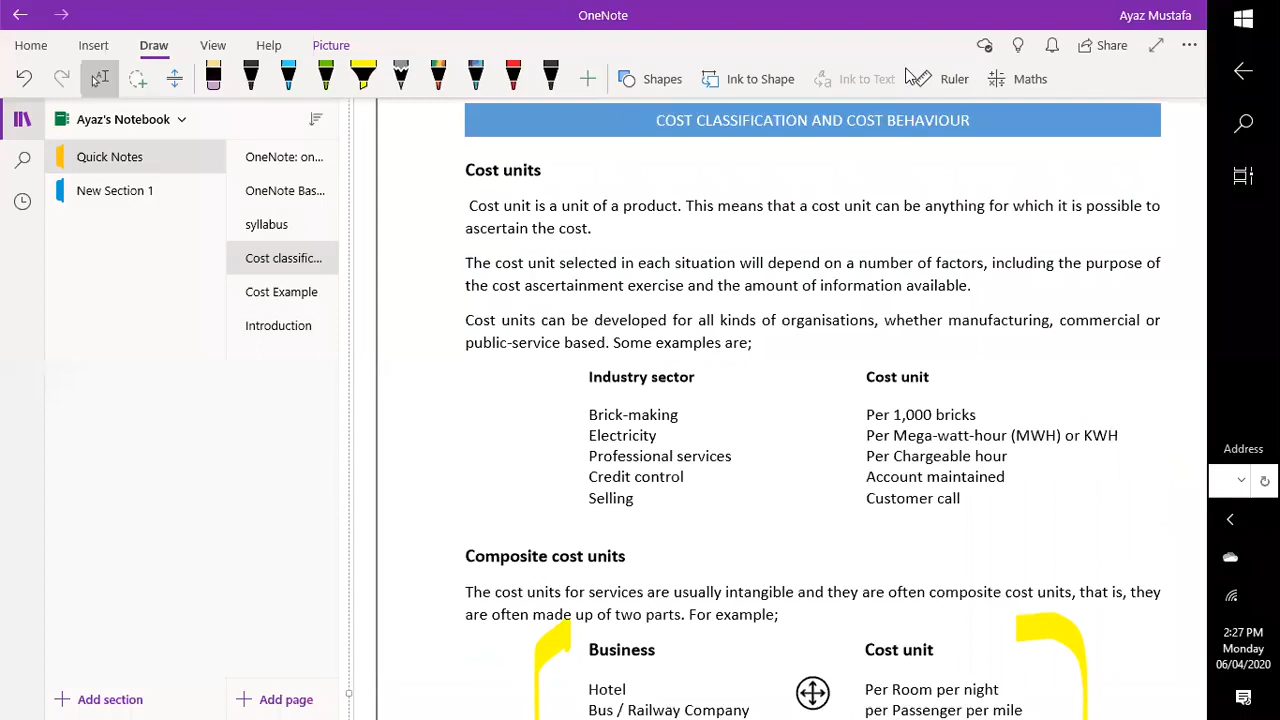 OneNote
Ayaz Mustafa
Home Insert Draw View Help Picture
Share
Shapes Ink to Shape Ink to Text Ruler Maths
Ayaz's Notebook
Quick Notes
New Section 1
OneNote: on...
OneNote Bas...
syllabus
Cost classific...
Cost Example
Introduction
COST CLASSIFICATION AND COST BEHAVIOUR
Cost units
Cost unit is a unit of a product. This means that a cost unit can be anything for which it is possible to
ascertain the cost.
The cost unit selected in each situation will depend on a number of factors, including the purpose of
the cost ascertainment exercise and the amount of information available.
Cost units can be developed for all kinds of organisations, whether manufacturing, commercial or
public-service based. Some examples are;
Industry sector Cost unit
Brick-making Per 1,000 bricks
Electricity Per Mega-watt-hour (MWH) or KWH
Professional services Per Chargeable hour
Credit control Account maintained
Selling Customer call
Composite cost units
The cost units for services are usually intangible and they are often composite cost units, that is, they
are often made up of two parts. For example;
Business Cost unit
Hotel Per Room per night
Bus / Railway Company per Passenger per mile
Add section
Add page
Address
2:27 PM
Monday
06/04/2020